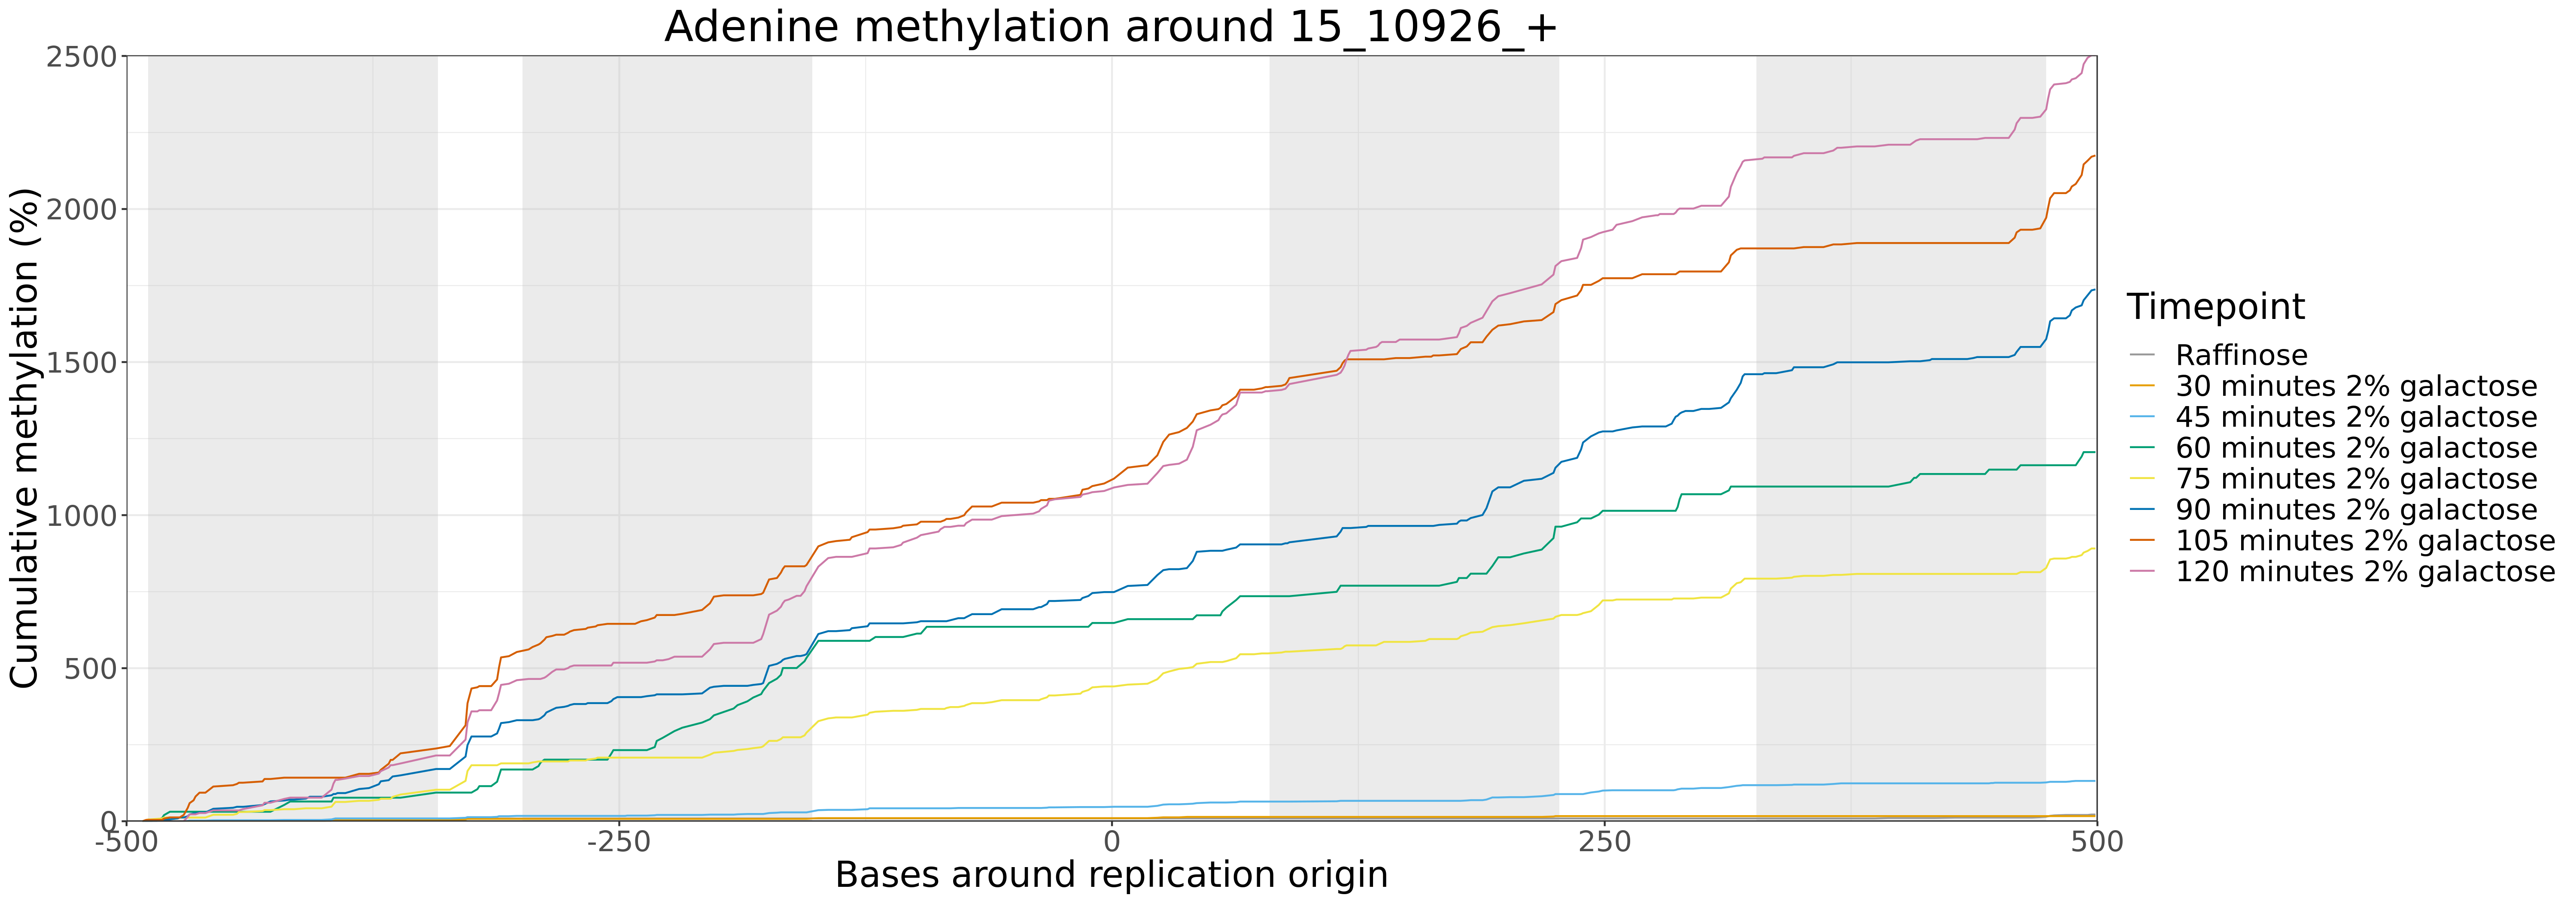 Adenine methylation around 15_10926_+
Cumulative methylation (%)
2500
2000
1500
1000
500
0
-500
-250
0
250
500
Bases around replication origin
Timepoint
Raffinose
30 minutes 2% galactose
45 minutes 2% galactose
60 minutes 2% galactose
75 minutes 2% galactose
90 minutes 2% galactose
105 minutes 2% galactose
120 minutes 2% galactose